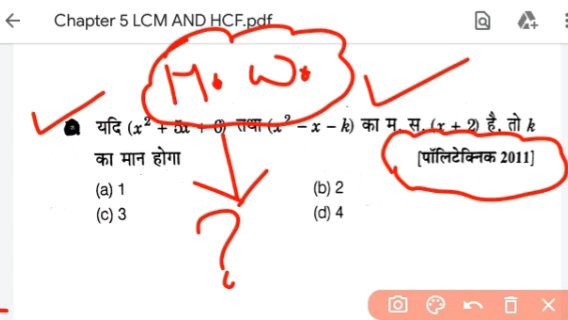 Chapter 5 LCM AND HCF.pdf
H. W.
यदि (x² + 5x + 6) तथा (x² – x – k) का म. स. (x + 2) है, तो k
का मान होगा
[पॉलिटेक्निक 2011]
(a) 1
(b) 2
(c) 3
(d) 4
?